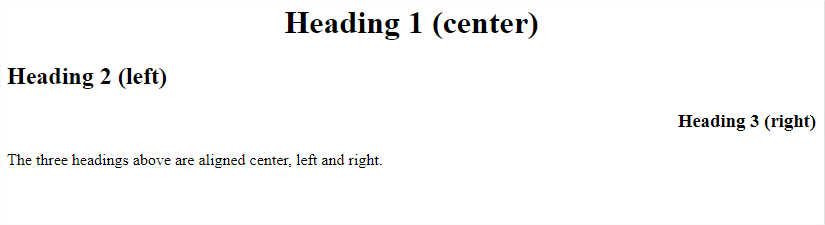 Heading 1 (center)
Heading 2 (left)
Heading 3 (right)
The three headings above are aligned center, left and right.